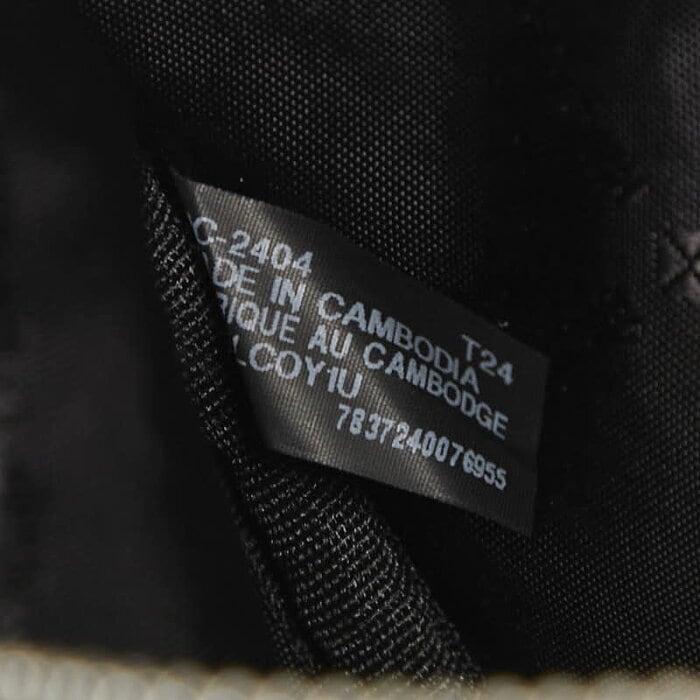 C-2404
DE IN CAMBODIA T24
RIQUE AU CAMBODGE
LCOY1U
7837240076955